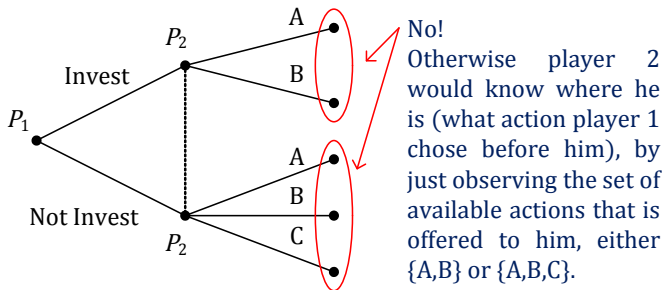 A
No!
P₂
Otherwise player 2
Invest
B
would know where he
is (what action player 1
P₁
chose before him), by
A
just observing the set of
B
available actions that is
Not Invest
C
offered to him, either
P₂
{A,B} or {A,B,C}.